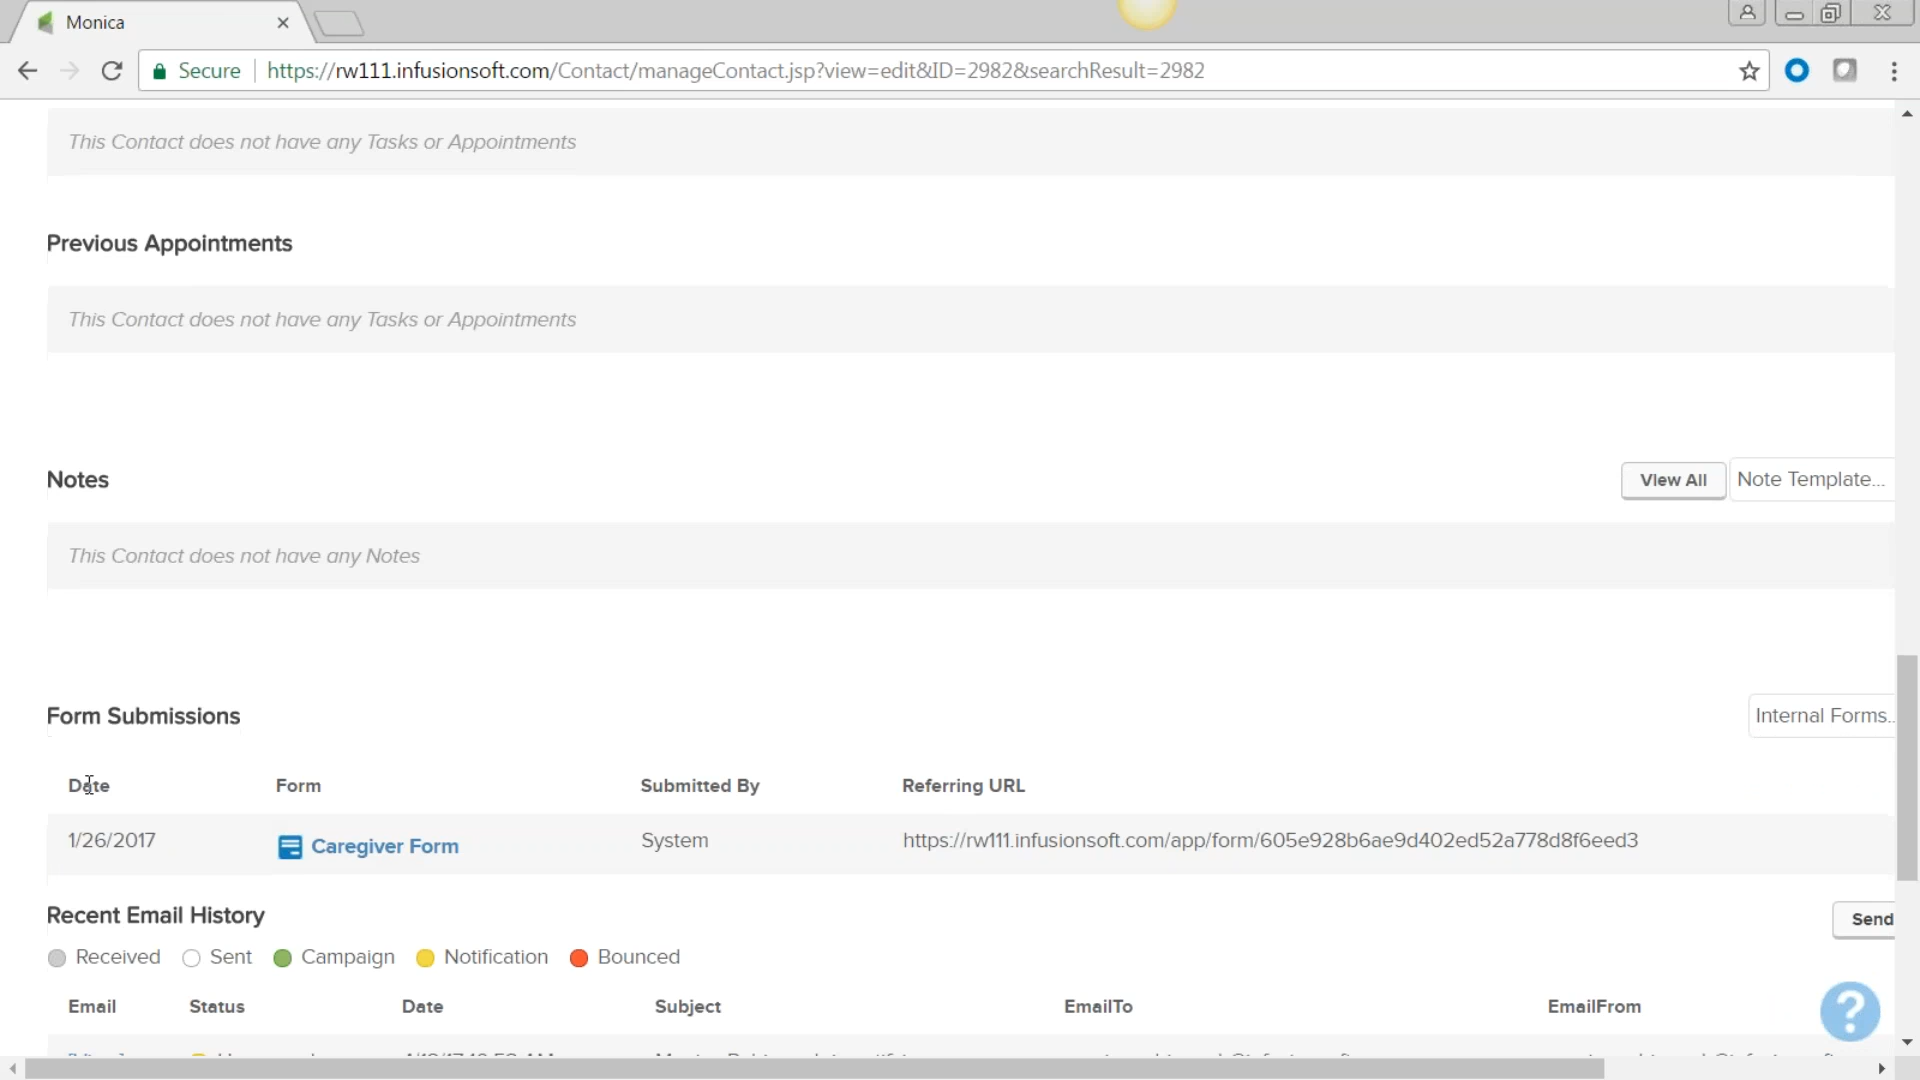 Monica
Secure https://rw111.infusionsoft.com/Contact/manageContact.jsp?view=edit&ID=2982&searchResult=2982
This Contact does not have any Tasks or Appointments
Previous Appointments
This Contact does not have any Tasks or Appointments
Notes View All Note Template...
This Contact does not have any Notes
Form Submissions Internal Forms..
Date Form Submitted By Referring URL
1/26/2017 Caregiver Form System https://rw111.infusionsoft.com/app/form/605e928b6ae9d402ed52a778d8f6eed3
Recent Email History Send
Received Sent Campaign Notification Bounced
Email Status Date Subject EmailTo EmailFrom
?